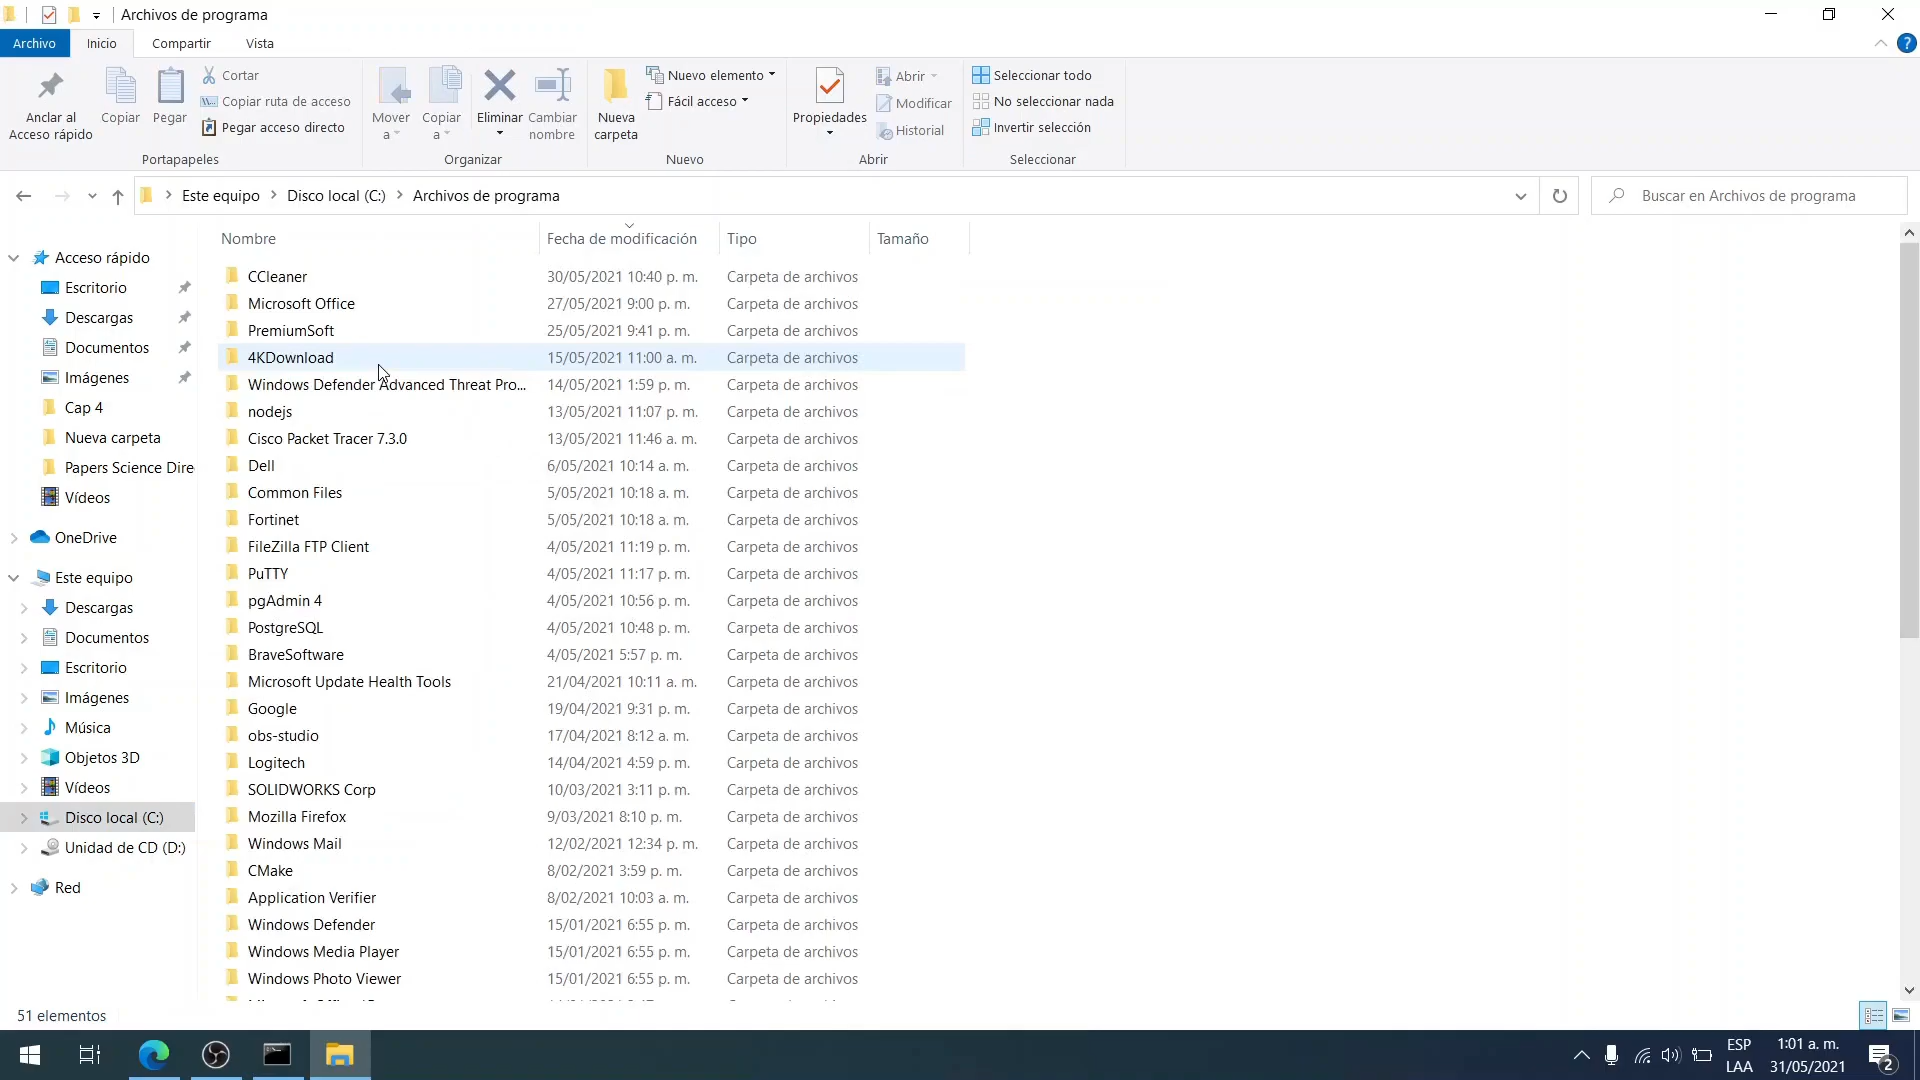 Archivos de programa
Archivo Inicio Compartir Vista
Anclar al Acceso rápido
Copiar
Pegar
Cortar
Copiar ruta de acceso
Pegar acceso directo
Portapapeles
Mover a
Copiar a
Eliminar
Cambiar nombre
Organizar
Nueva carpeta
Nuevo elemento
Fácil acceso
Nuevo
Propiedades
Abrir
Modificar
Historial
Abrir
Seleccionar todo
No seleccionar nada
Invertir selección
Seleccionar
Este equipo > Disco local (C:) > Archivos de programa
Buscar en Archivos de programa
Acceso rápido
Escritorio
Descargas
Documentos
Imágenes
Cap 4
Nueva carpeta
Papers Science Dire
Vídeos
OneDrive
Este equipo
Descargas
Documentos
Escritorio
Imágenes
Música
Objetos 3D
Vídeos
Disco local (C:)
Unidad de CD (D:)
Red
Nombre Fecha de modificación Tipo Tamaño
CCleaner 30/05/2021 10:40 p. m. Carpeta de archivos
Microsoft Office 27/05/2021 9:00 p. m. Carpeta de archivos
PremiumSoft 25/05/2021 9:41 p. m. Carpeta de archivos
4KDownload 15/05/2021 11:00 a. m. Carpeta de archivos
Windows Defender Advanced Threat Pro... 14/05/2021 1:59 p. m. Carpeta de archivos
nodejs 13/05/2021 11:07 p. m. Carpeta de archivos
Cisco Packet Tracer 7.3.0 13/05/2021 11:46 a. m. Carpeta de archivos
Dell 6/05/2021 10:14 a. m. Carpeta de archivos
Common Files 5/05/2021 10:18 a. m. Carpeta de archivos
Fortinet 5/05/2021 10:18 a. m. Carpeta de archivos
FileZilla FTP Client 4/05/2021 11:19 p. m. Carpeta de archivos
PuTTY 4/05/2021 11:17 p. m. Carpeta de archivos
pgAdmin 4 4/05/2021 10:56 p. m. Carpeta de archivos
PostgreSQL 4/05/2021 10:48 p. m. Carpeta de archivos
BraveSoftware 4/05/2021 5:57 p. m. Carpeta de archivos
Microsoft Update Health Tools 21/04/2021 10:11 a. m. Carpeta de archivos
Google 19/04/2021 9:31 p. m. Carpeta de archivos
obs-studio 17/04/2021 8:12 a. m. Carpeta de archivos
Logitech 14/04/2021 4:59 p. m. Carpeta de archivos
SOLIDWORKS Corp 10/03/2021 3:11 p. m. Carpeta de archivos
Mozilla Firefox 9/03/2021 8:10 p. m. Carpeta de archivos
Windows Mail 12/02/2021 12:34 p. m. Carpeta de archivos
CMake 8/02/2021 3:59 p. m. Carpeta de archivos
Application Verifier 8/02/2021 10:03 a. m. Carpeta de archivos
Windows Defender 15/01/2021 6:55 p. m. Carpeta de archivos
Windows Media Player 15/01/2021 6:55 p. m. Carpeta de archivos
Windows Photo Viewer 15/01/2021 6:55 p. m. Carpeta de archivos
51 elementos
ESP
LAA
1:01 a. m.
31/05/2021
2